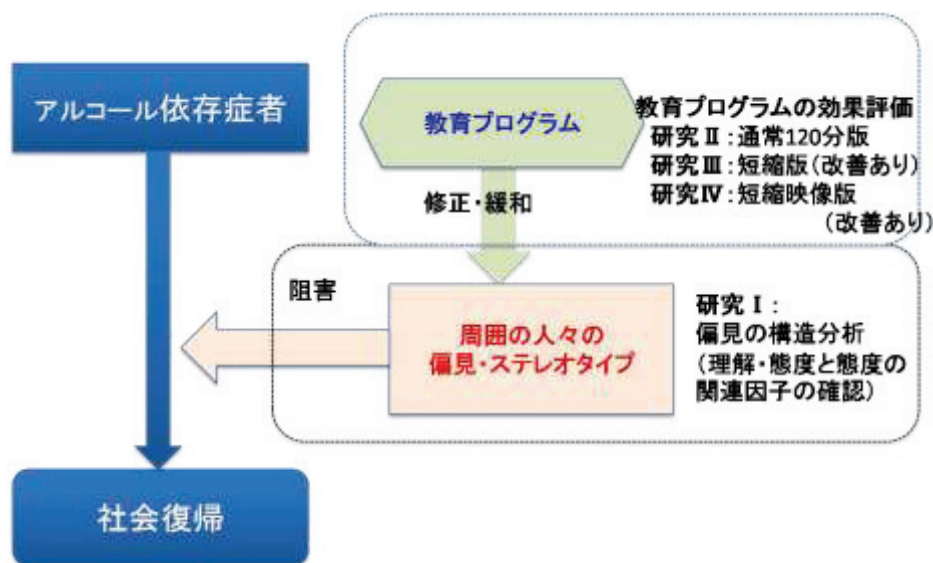 アルコール依存症者
教育プログラム
教育プログラムの効果評価
研究Ⅱ:通常120分版
研究Ⅲ:短縮版(改善あり)
研究Ⅳ:短縮映像版
(改善あり)
修正・緩和
阻害
周囲の人々の
偏見・ステレオタイプ
研究Ⅰ:
偏見の構造分析
(理解・態度と態度の
関連因子の確認)
社会復帰